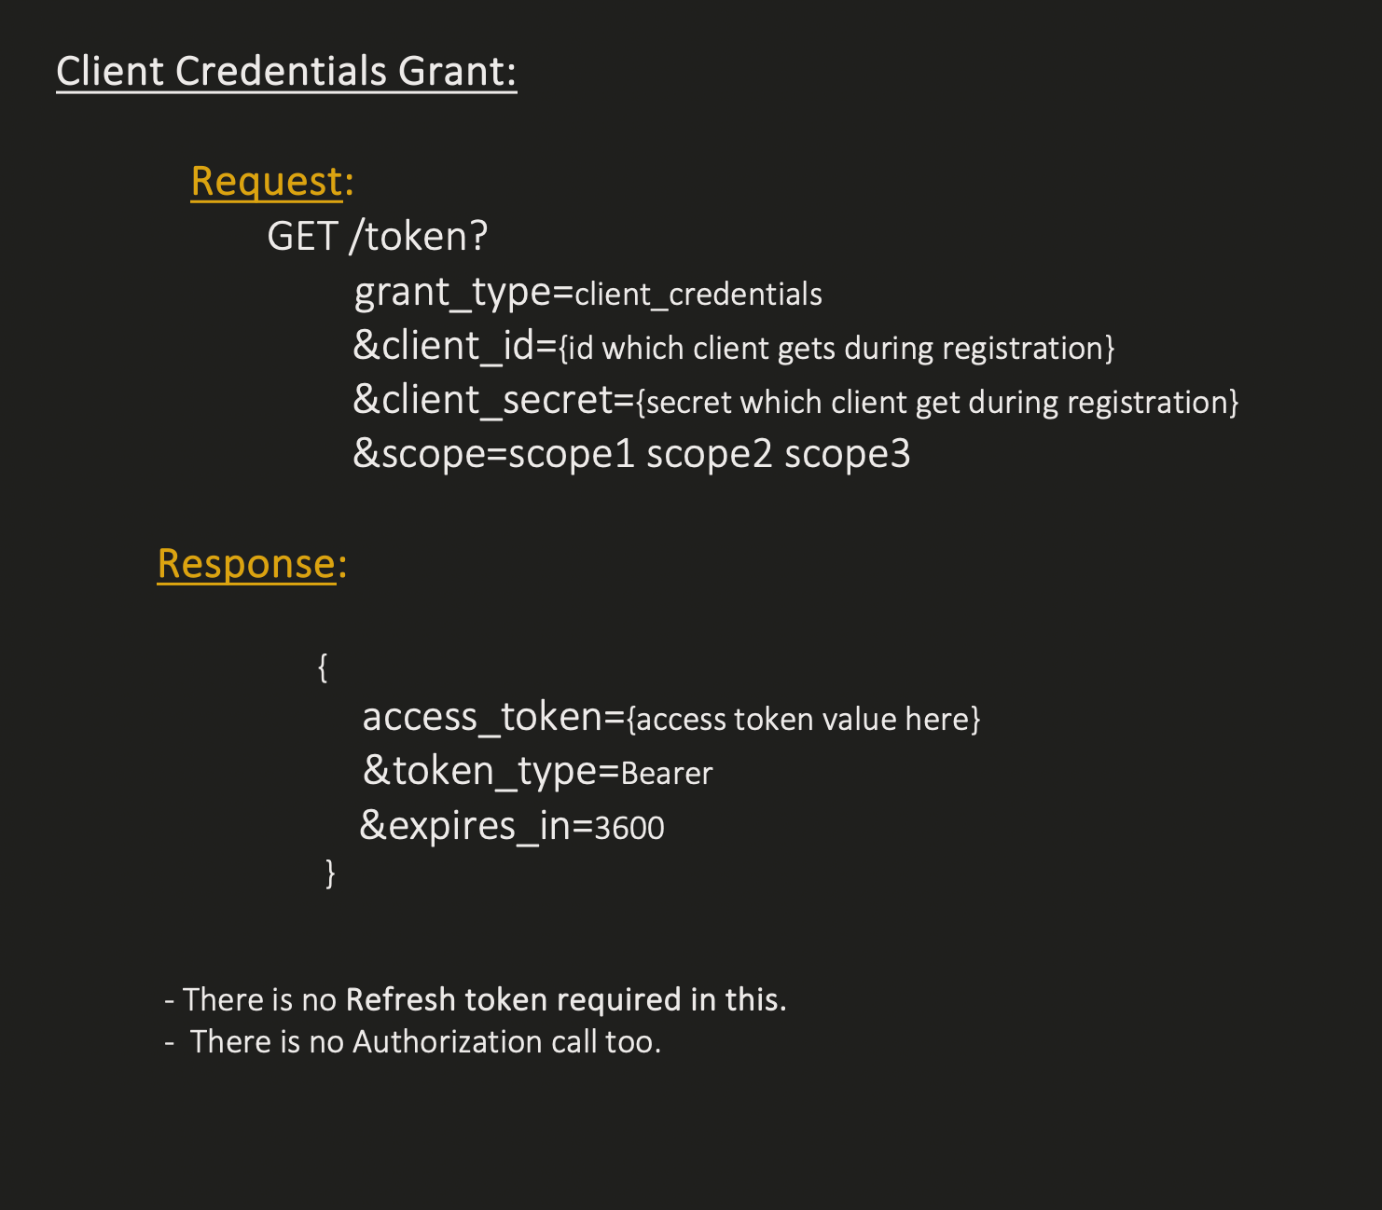 Client Credentials Grant:
Request:
GET /token?
grant_type=client_credentials
&client_id={id which client gets during registration}
&client_secret={secret which client get during registration}
&scope=scope1 scope2 scope3
Response:
{
access_token={access token value here}
&token_type=Bearer
&expires_in=3600
}
- There is no Refresh token required in this.
- There is no Authorization call too.